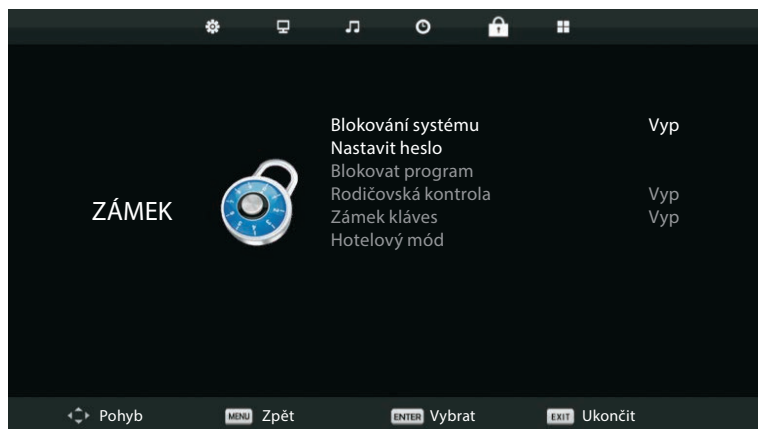 Blokování systému Vyp
Nastavit heslo
Blokovat program
Rodičovská kontrola Vyp
Zámek kláves Vyp
Hotelový mód
ZÁMEK
Pohyb MENU Zpět ENTER Vybrat EXIT Ukončit